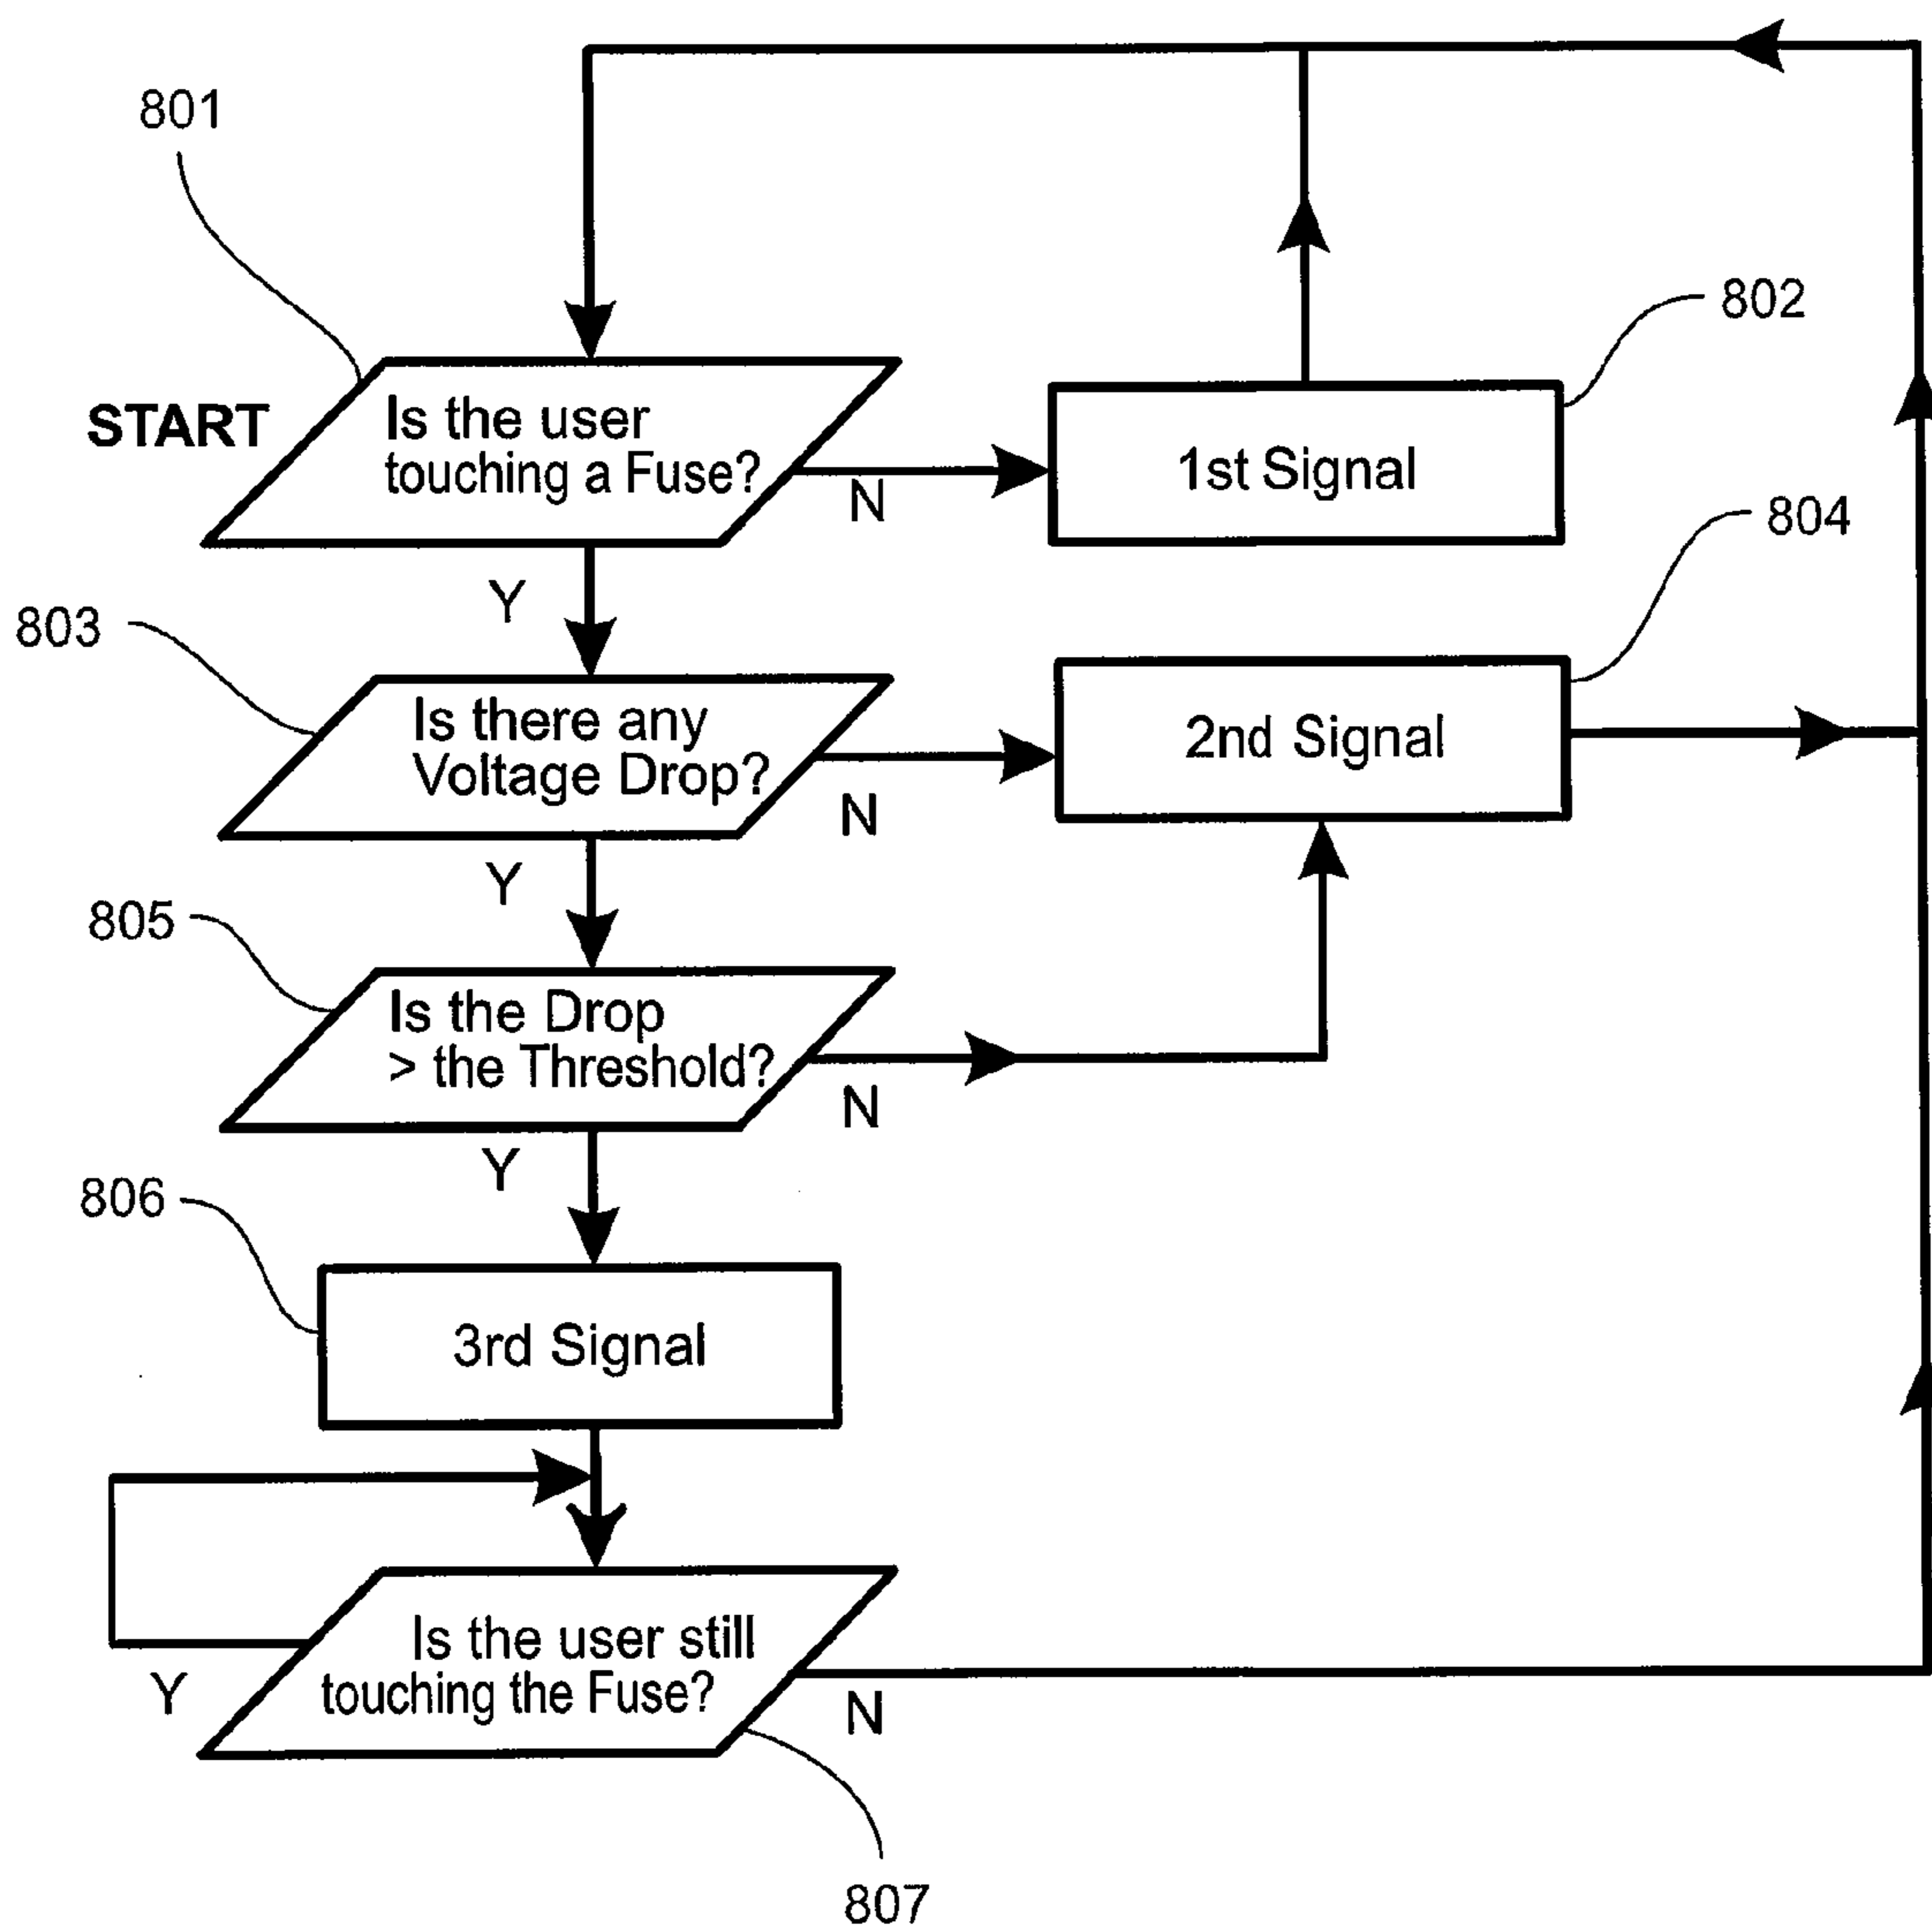 801
802
START
Is the user
touching a Fuse?
N
1st Signal
804
Y
803
Is there any
Voltage Drop?
N
2nd Signal
Y
805
Is the Drop
> the Threshold?
N
Y
806
3rd Signal
Is the user still
touching the Fuse?
Y
N
807